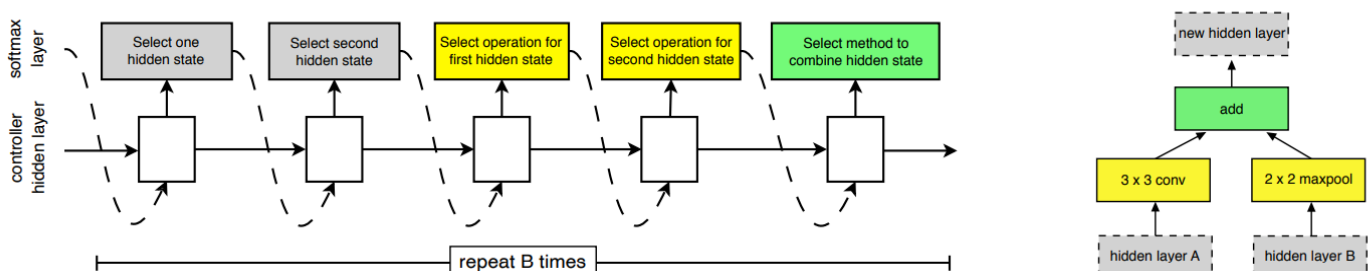 softmax
layer
controller
hidden layer
Select one
hidden state
Select second
hidden state
Select operation for
first hidden state
Select operation for
second hidden state
Select method to
combine hidden state
repeat B times
new hidden layer
add
3 x 3 conv
2 x 2 maxpool
hidden layer A
hidden layer B